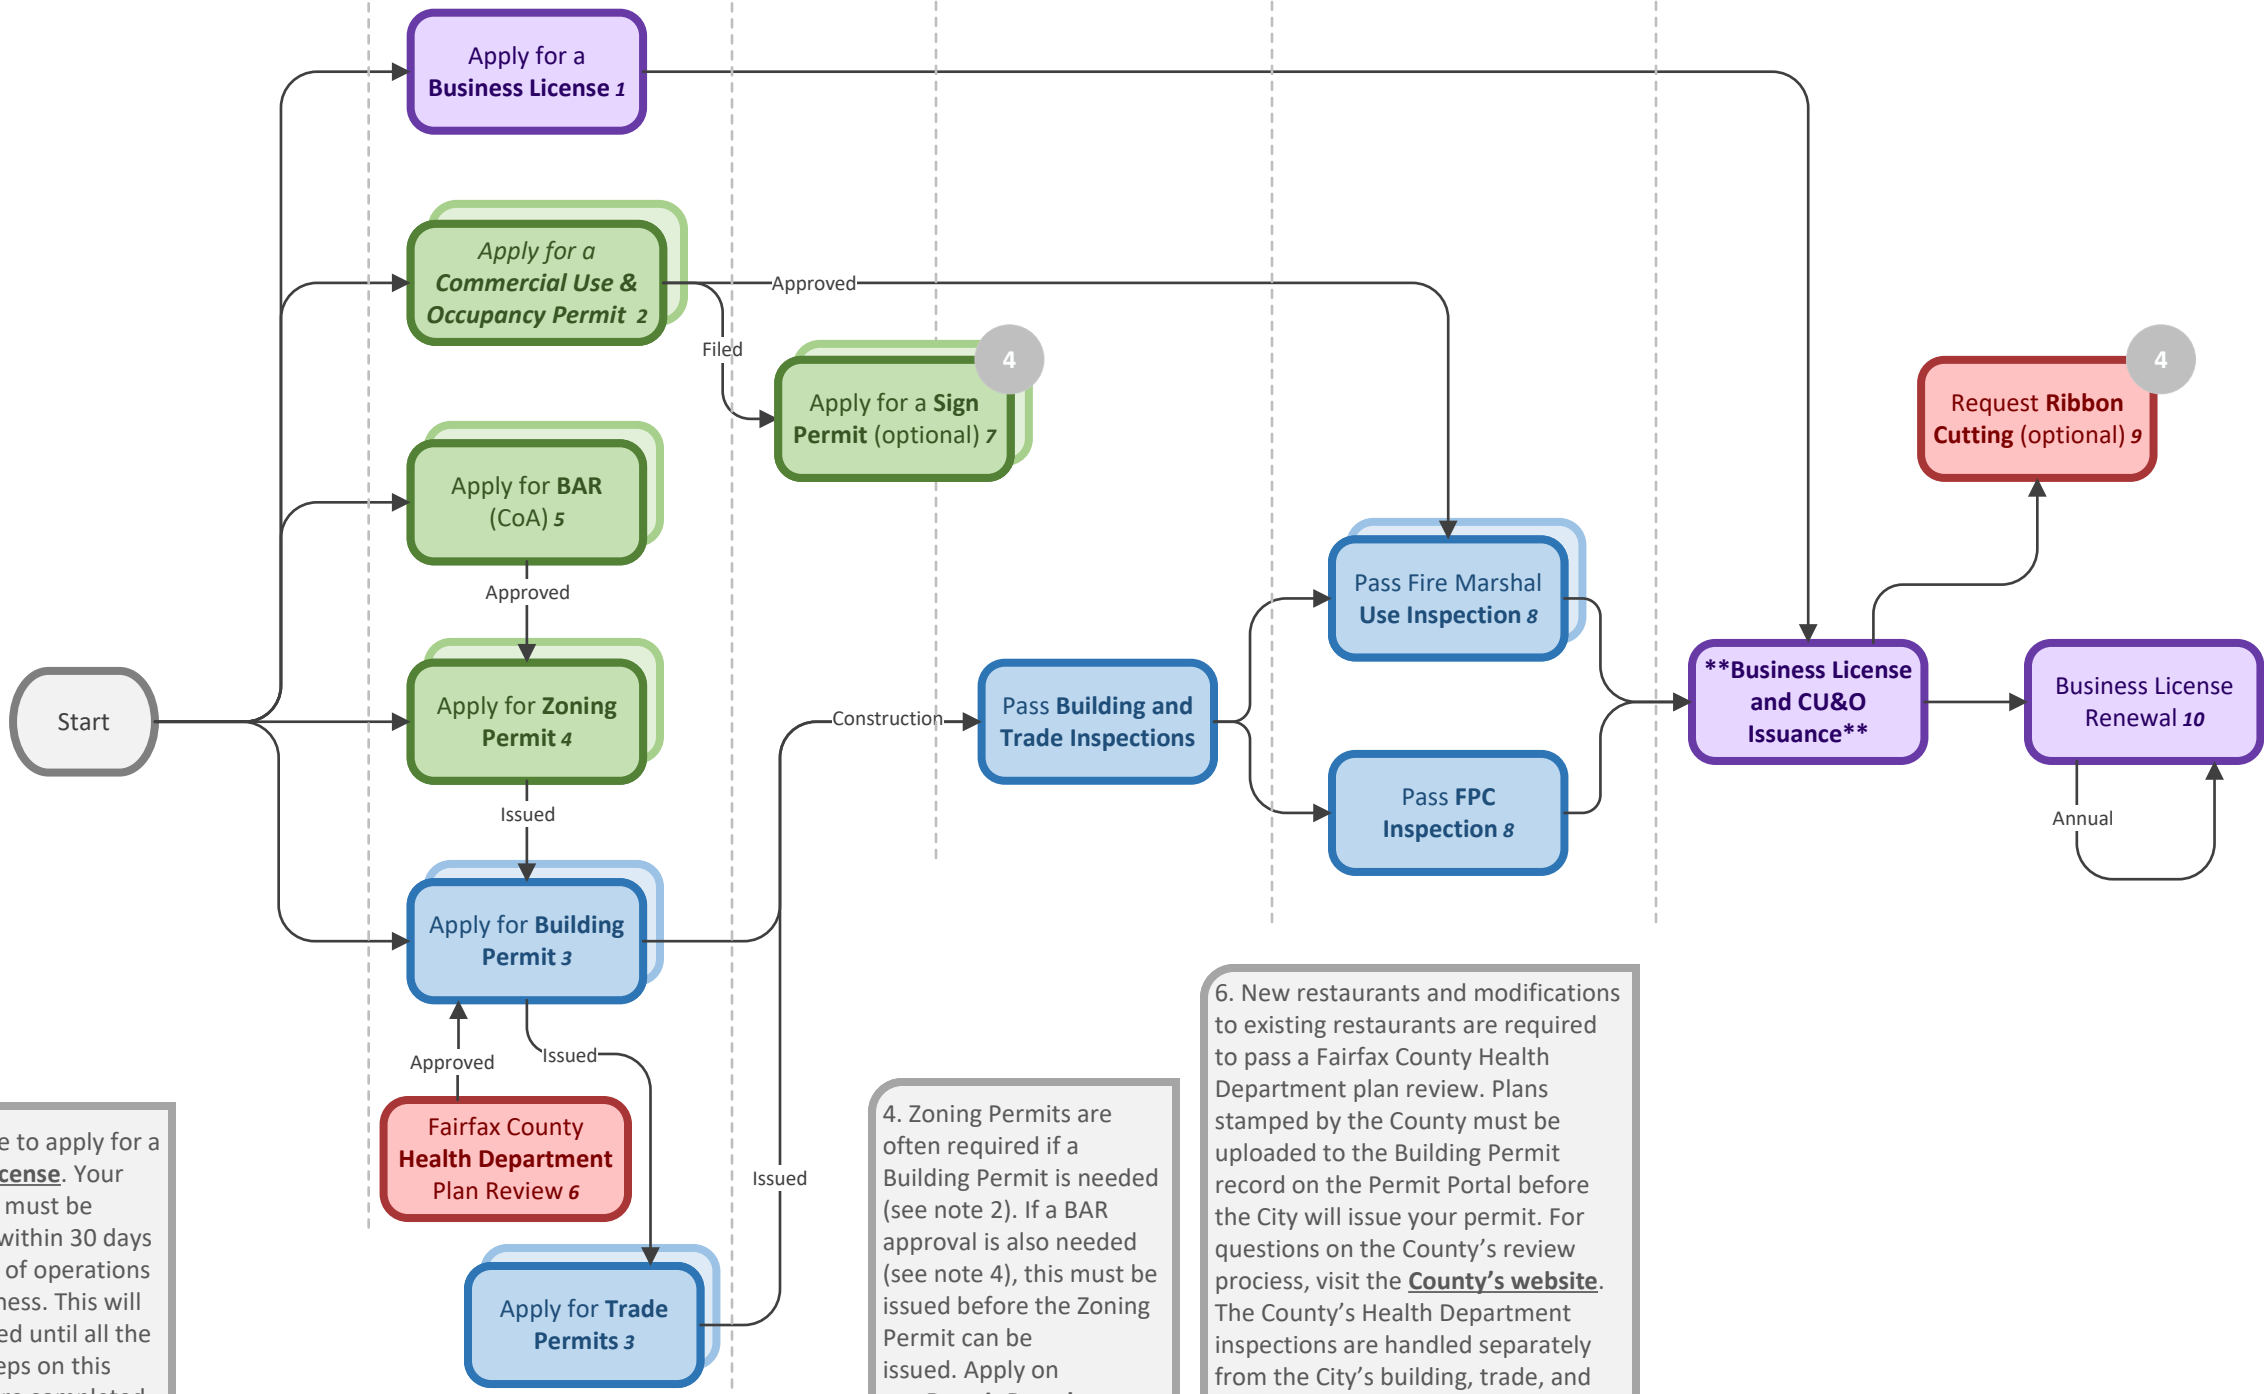 Apply for a
Business License 1
Apply for a
Commercial Use &
Occupancy Permit 2
Approved
Filed
4
Apply for a Sign
Permit (optional) 7
4
Request Ribbon
Cutting (optional) 9
Apply for BAR
(CoA) 5
Approved
Pass Fire Marshal
Use Inspection 8
Start
Apply for Zoning
Permit 4
Construction
Pass Building and
Trade Inspections
**Business License
and CU&O
Issuance**
Business License
Renewal 10
Issued
Pass FPC
Inspection 8
Annual
Apply for Building
Permit 3
Approved
Issued
Fairfax County
Health Department
Plan Review 6
Issued
Apply for Trade
Permits 3
e to apply for a
cense. Your
must be
within 30 days
of operations
ness. This will
ed until all the
eps on this
re completed
4. Zoning Permits are
often required if a
Building Permit is needed
(see note 2). If a BAR
approval is also needed
(see note 4), this must be
issued before the Zoning
Permit can be
issued. Apply on
6. New restaurants and modifications
to existing restaurants are required
to pass a Fairfax County Health
Department plan review. Plans
stamped by the County must be
uploaded to the Building Permit
record on the Permit Portal before
the City will issue your permit. For
questions on the County’s review
prociess, visit the County’s website.
The County’s Health Department
inspections are handled separately
from the City’s building, trade, and